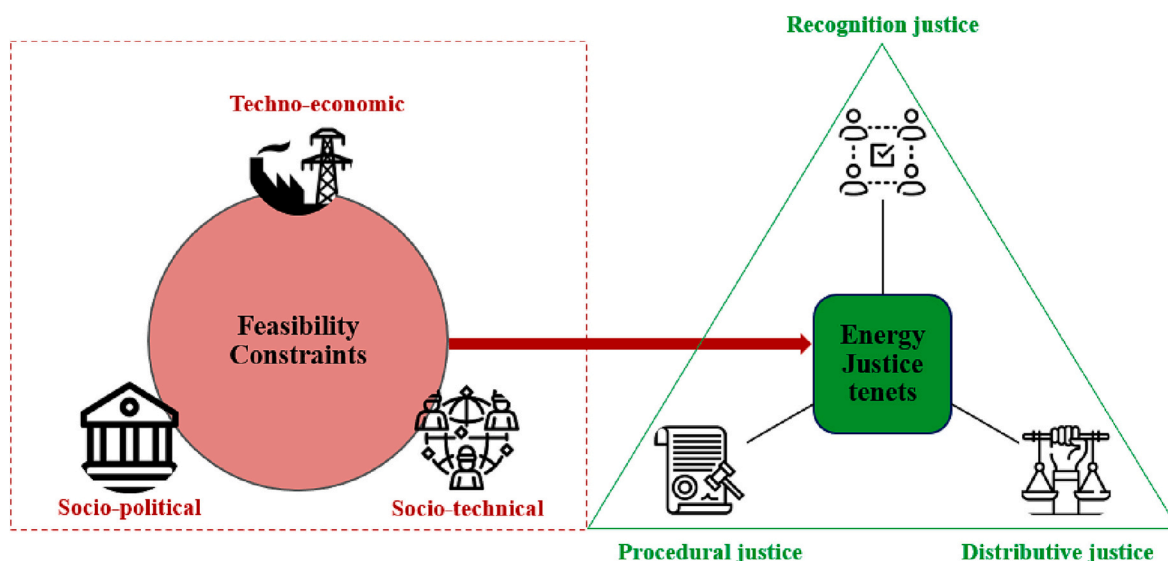 Recognition justice
Techno-economic
Feasibility
Constraints
Energy
Justice
tenets
Socio-political
Socio-technical
Procedural justice
Distributive justice